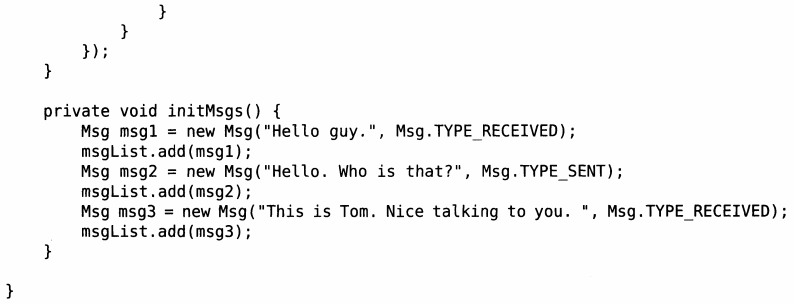 }
            }
        });
    }

    private void initMsgs() {
        Msg msg1 = new Msg("Hello guy.", Msg.TYPE_RECEIVED);
        msgList.add(msg1);
        Msg msg2 = new Msg("Hello. Who is that?", Msg.TYPE_SENT);
        msgList.add(msg2);
        Msg msg3 = new Msg("This is Tom. Nice talking to you. ", Msg.TYPE_RECEIVED);
        msgList.add(msg3);
    }

}